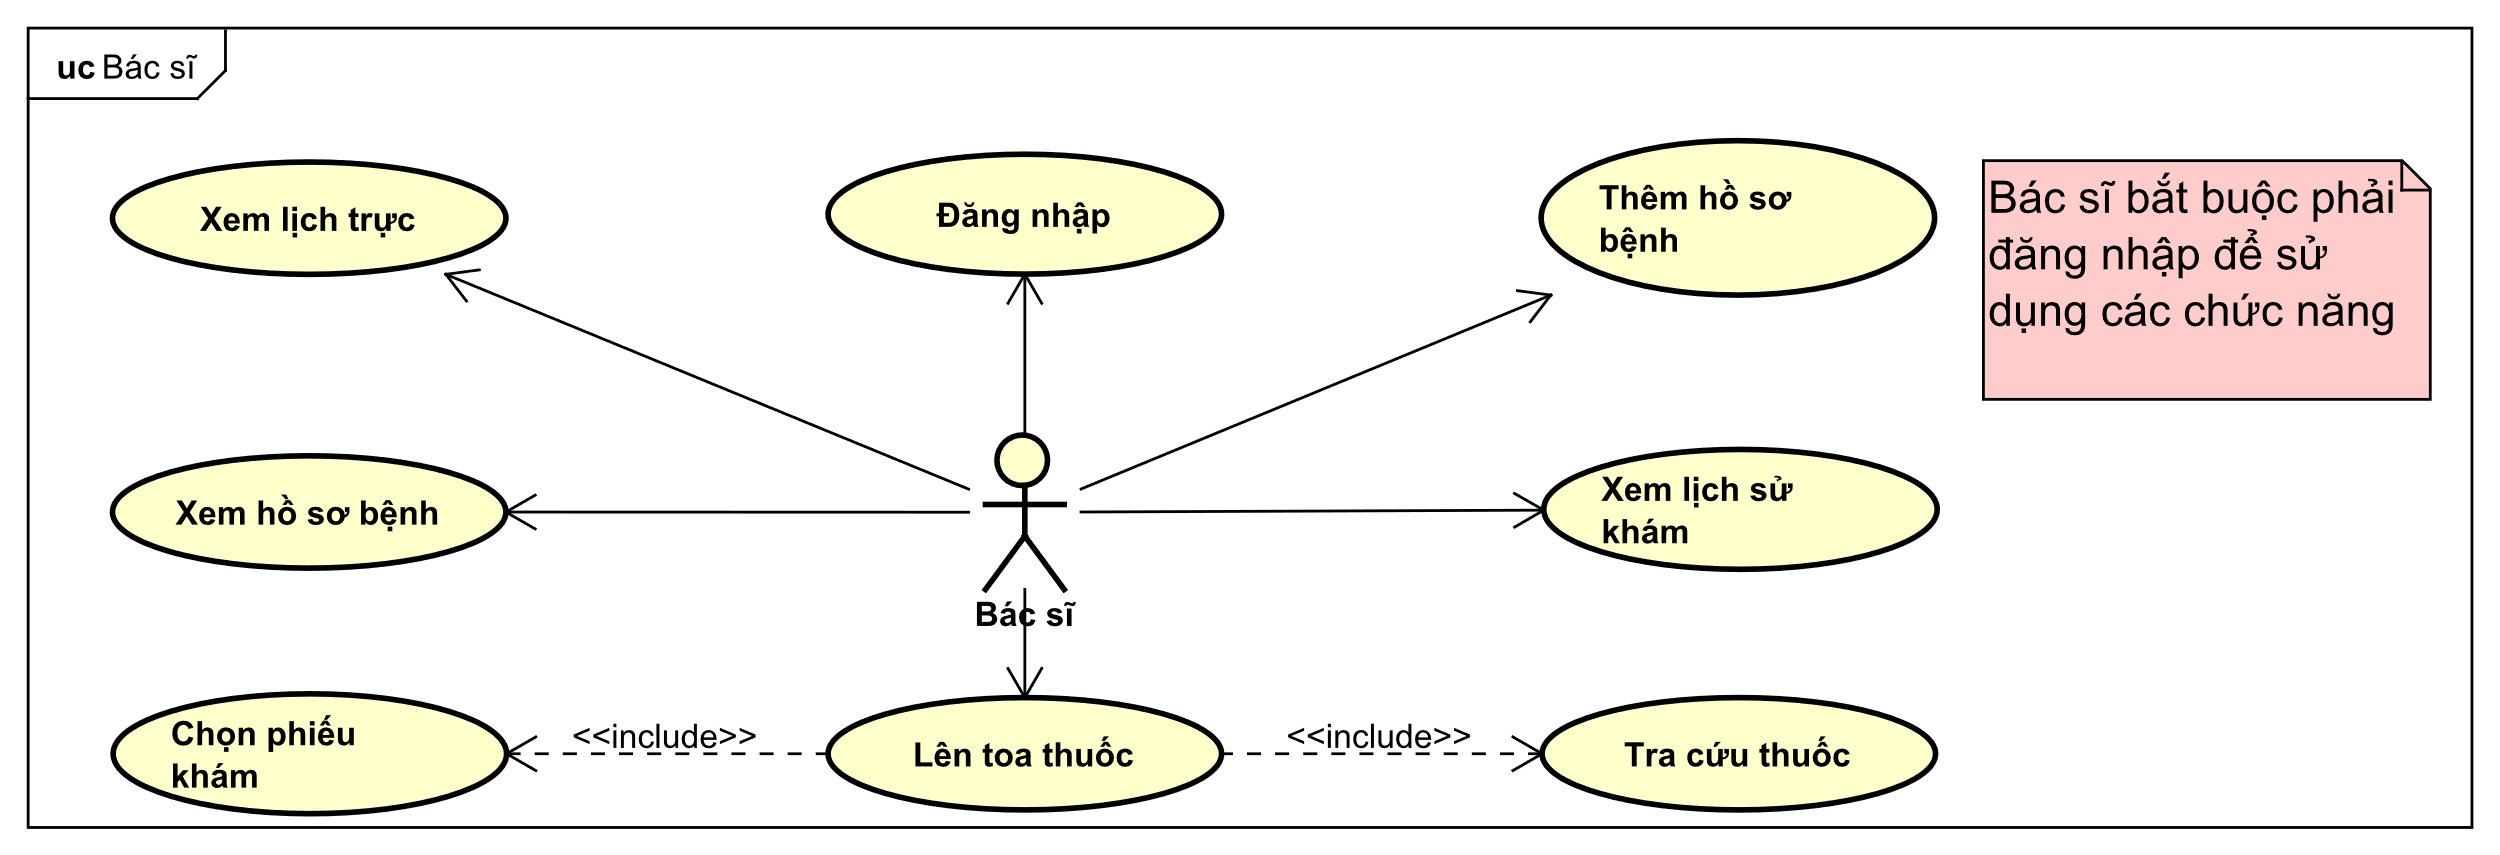 uc Bác sĩ
Xem lịch trực
Đăng nhập
Thêm hồ sơ
bệnh
Bác sĩ bắt buộc phải
đăng nhập để sử
dụng các chức năng
Xem hồ sơ bệnh
Xem lịch sử
khám
Bác sĩ
Chọn phiếu
khám
<<include>>
Lên toa thuốc
<<include>>
Tra cứu thuốc